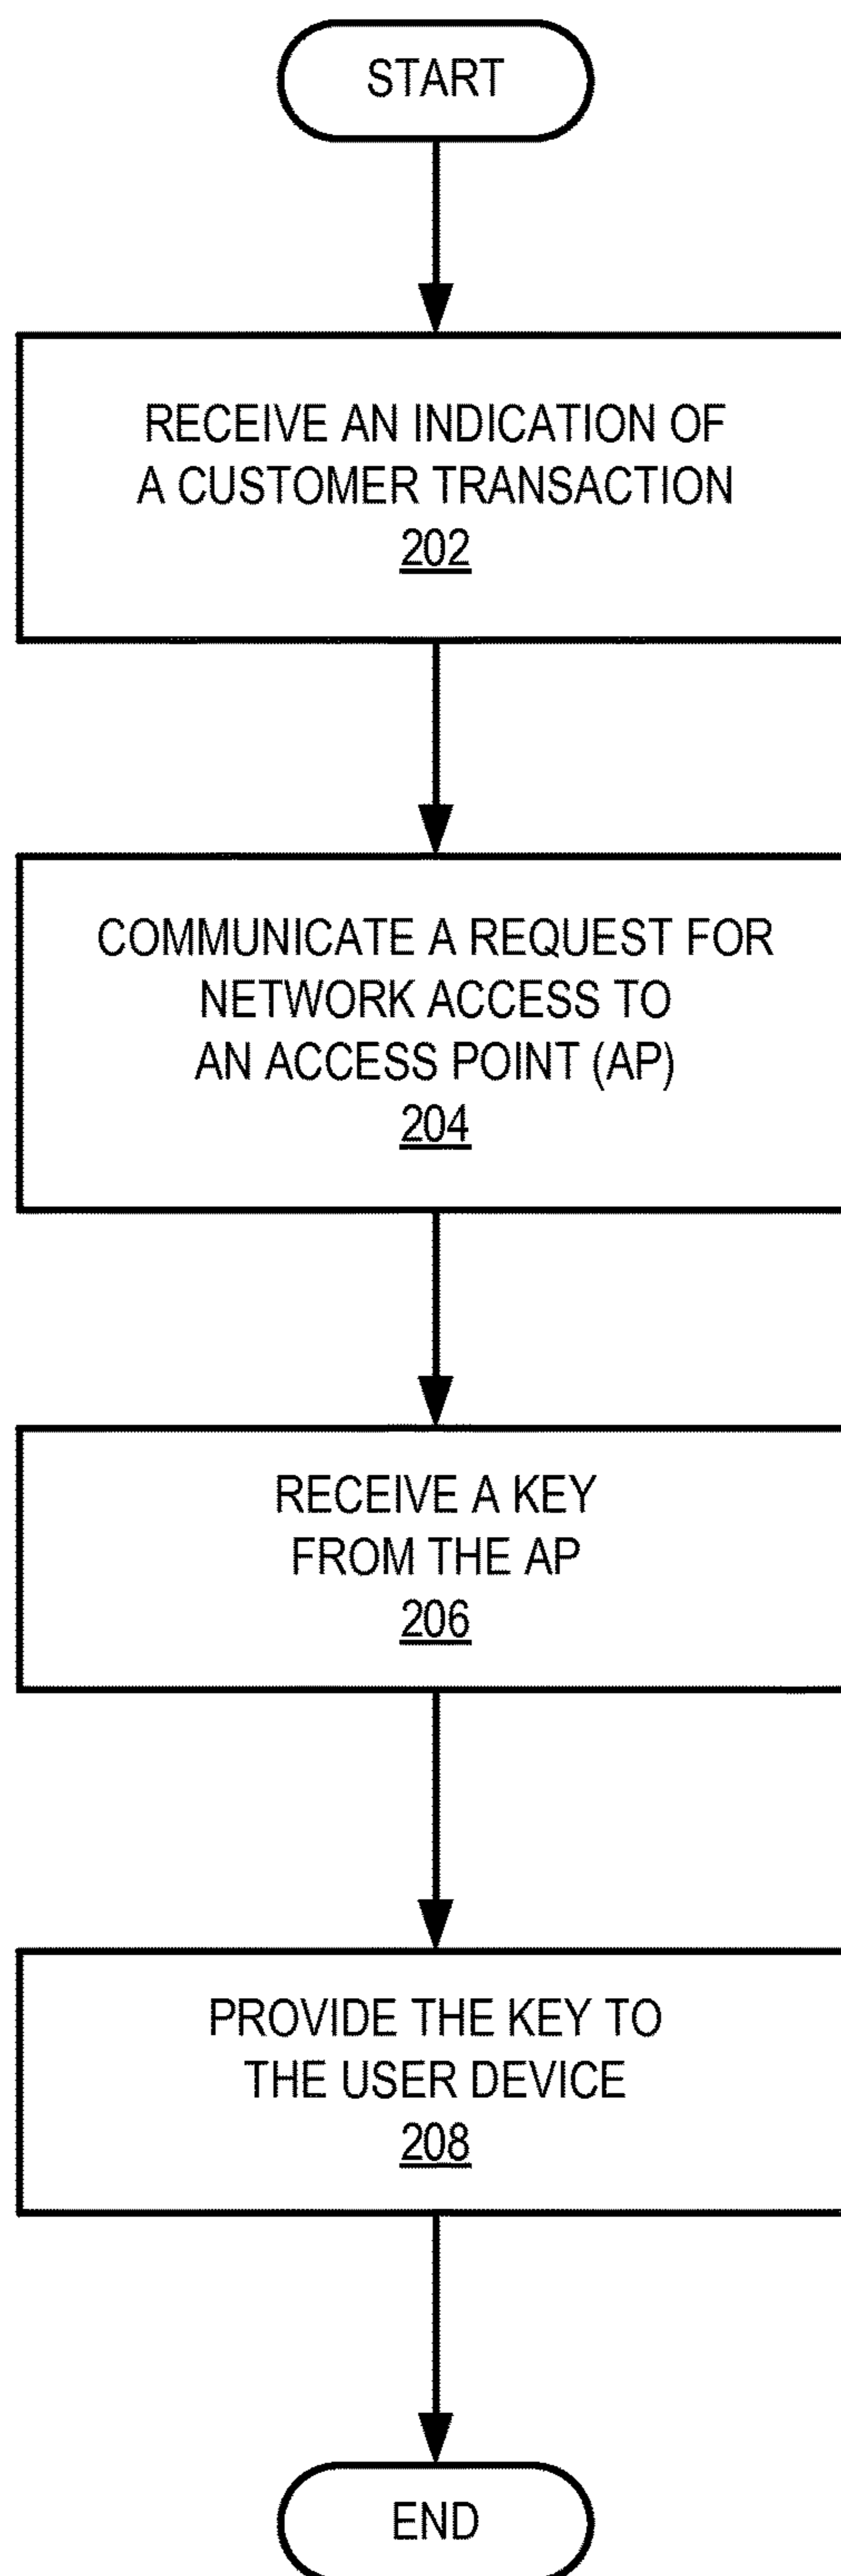 START
RECEIVE AN INDICATION OF
A CUSTOMER TRANSACTION
202
COMMUNICATE A REQUEST FOR
NETWORK ACCESS TO
AN ACCESS POINT (AP)
204
RECEIVE A KEY
FROM THE AP
206
PROVIDE THE KEY TO
THE USER DEVICE
208
END